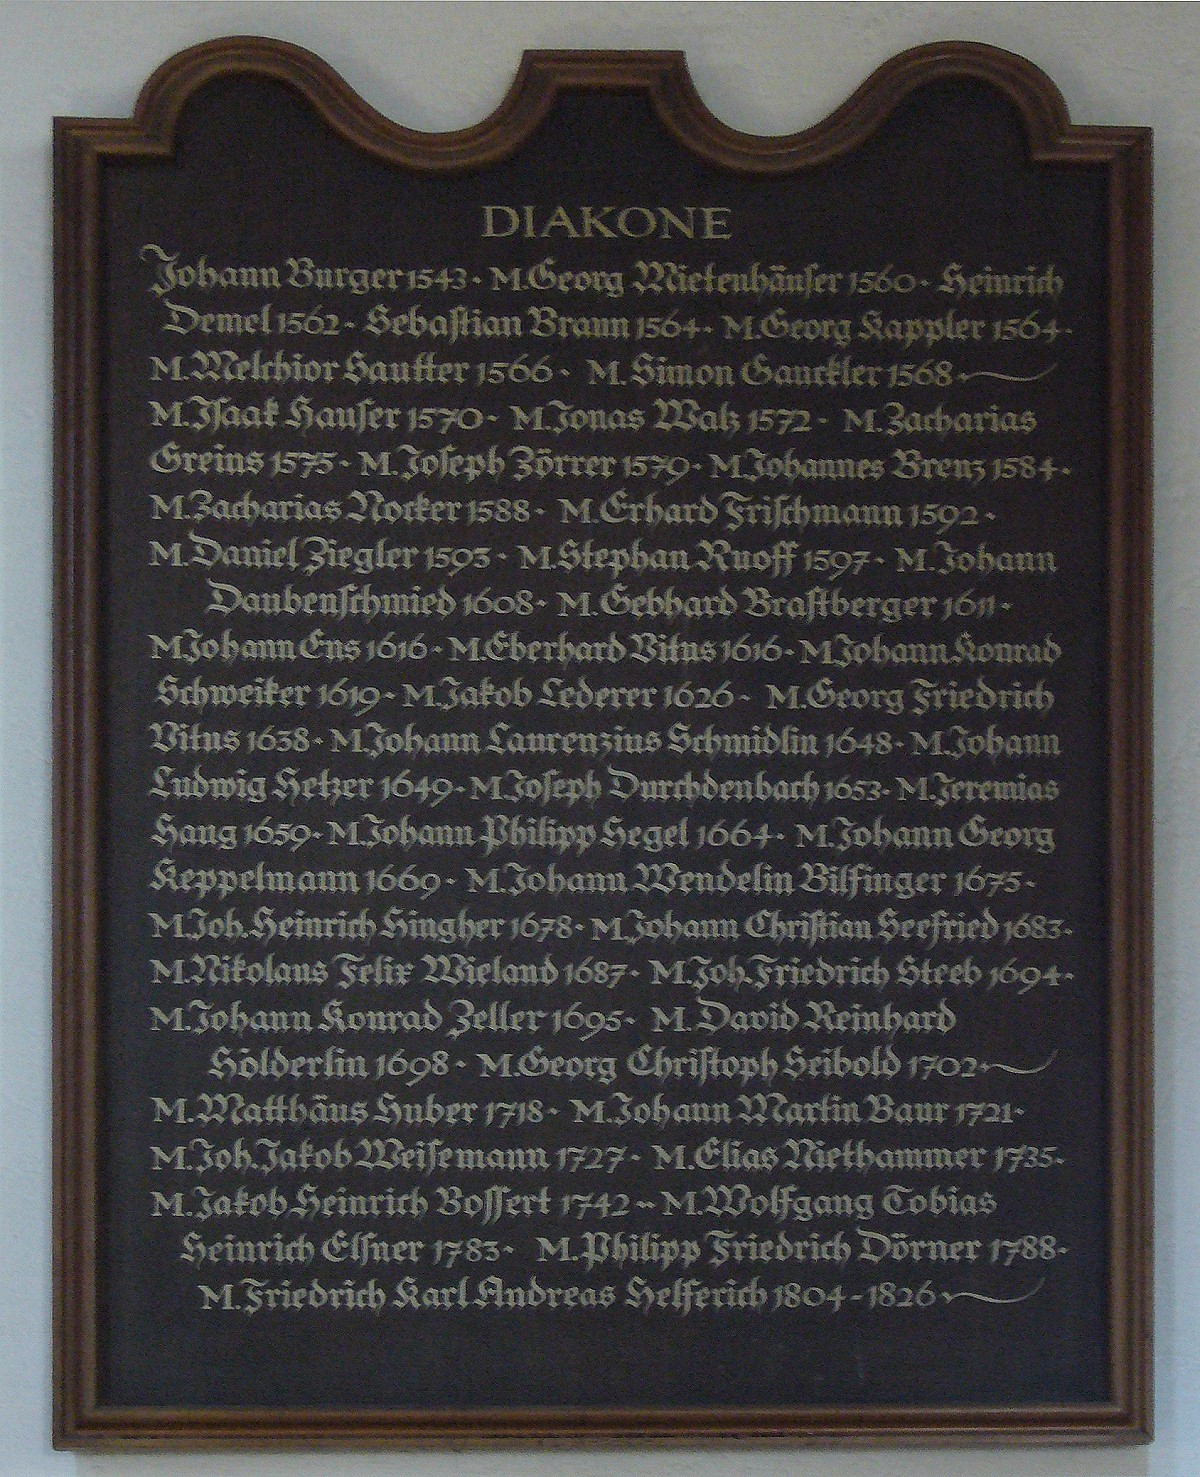 DIAKONE
Johann Burger 1543 · M. Georg Mietenhäuser 1560 · Heinrich
Demel 1562 · Sebastian Braun 1564 · M. Georg Kappler 1564 ·
M. Melchior Hautter 1566 · M. Simon Gauckler 1568 ·
M. Isaak Hauser 1570 · M. Jonas Walz 1572 · M. Zacharias
Greins 1575 · M. Joseph Zörrer 1579 · M. Johannes Brenz 1584 ·
M. Zacharias Nocker 1588 · M. Erhard Frischmann 1592 ·
M. Daniel Ziegler 1593 · M. Stephan Ruoff 1597 · M. Johann
Daubenschmied 1608 · M. Gebhard Brastberger 1611 ·
M. Johann Ens 1616 · M. Eberhard Vitus 1616 · M. Johann Konrad
Schweiker 1619 · M. Jakob Lederer 1626 · M. Georg Friedrich
Vitus 1638 · M. Johann Laurenzius Schmidlin 1648 · M. Johann
Ludwig Hetzer 1649 · M. Joseph Durchdenbach 1653 · M. Jeremias
Haug 1659 · M. Johann Philipp Hegel 1664 · M. Johann Georg
Keppelmann 1669 · M. Johann Wendelin Bilfinger 1675 ·
M. Joh. Heinrich Hingher 1678 · M. Johann Christian Seefried 1683 ·
M. Nikolaus Felix Wieland 1687 · M. Joh. Friedrich Steeb 1694 ·
M. Johann Konrad Zeller 1695 · M. David Reinhard
Hölderlin 1698 · M. Georg Christoph Seibold 1702 ·
M. Matthäus Huber 1718 · M. Johann Martin Baur 1721 ·
M. Joh. Jakob Weisemann 1727 · M. Elias Niethammer 1735 ·
M. Jakob Heinrich Bossert 1742 ·· M. Wolfgang Tobias
Heinrich Elsner 1783 · M. Philipp Friedrich Dörner 1788 ·
M. Friedrich Karl Andreas Helferich 1804 - 1826 ·